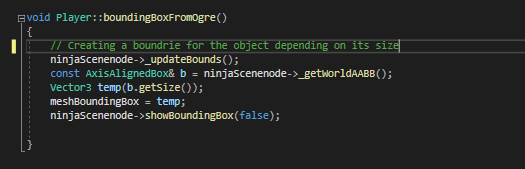 void Player::boundingBoxFromOgre()
{
// Creating a boundrie for the object depending on its size
ninjaScenenode->_updateBounds();
const AxisAlignedBox& b = ninjaScenenode->_getWorldAABB();
Vector3 temp(b.getSize());
meshBoundingBox = temp;
ninjaScenenode->showBoundingBox(false);
}